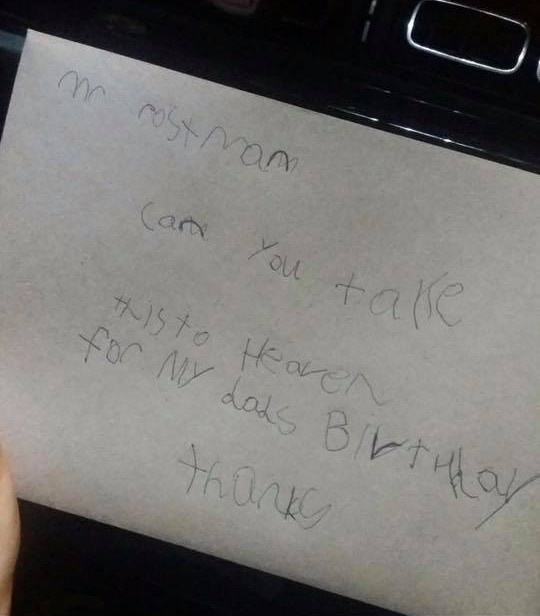 mr postman
can you take
this to Heaven
for my dads BirtHday
thanks